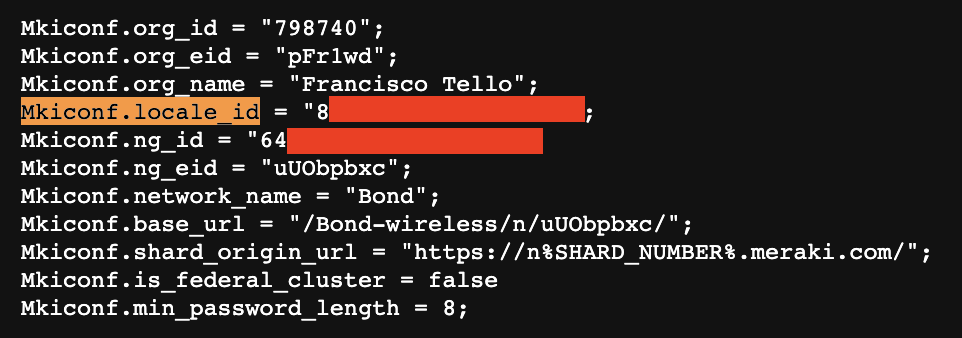 Mkiconf.org_id = "798740";
Mkiconf.org_eid = "pFr1wd";
Mkiconf.org_name = "Francisco Tello";
Mkiconf.locale_id = "8 ;
Mkiconf.ng_id = "64
Mkiconf.ng_eid = "uUObpbxc";
Mkiconf.network_name = "Bond";
Mkiconf.base_url = "/Bond-wireless/n/uUObpbxc/";
Mkiconf.shard_origin_url = "https://n%SHARD_NUMBER%.meraki.com/";
Mkiconf.is_federal_cluster = false
Mkiconf.min_password_length = 8;